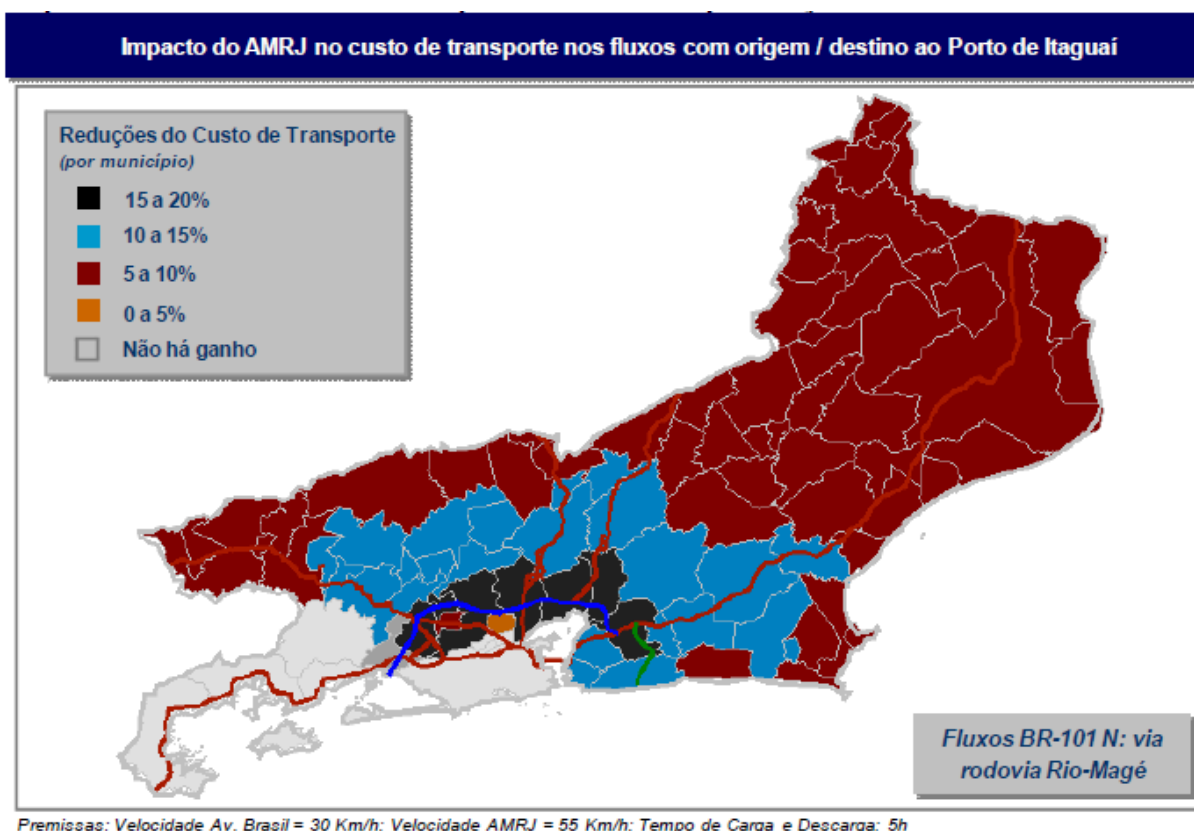 Impacto do AMRJ no custo de transporte nos fluxos com origem / destino ao Porto de Itaguaí
Reduções do Custo de Transporte
(por município)
15 a 20%
10 a 15%
5 a 10%
0 a 5%
Não há ganho
Fluxos BR-101 N: via
rodovia Rio-Magé
Premissas: Velocidade Av. Brasil = 30 Km/h; Velocidade AMRJ = 55 Km/h; Tempo de Carga e Descarga: 5h